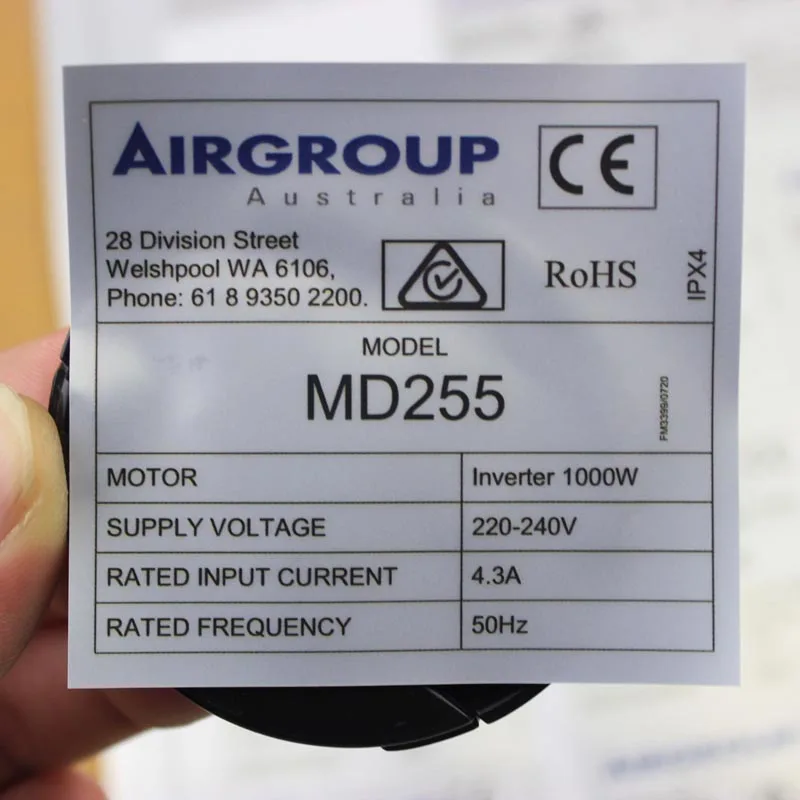 AIRGROUP
Australia
CE
28 Division Street
Welshpool WA 6106,
Phone: 61 8 9350 2200.
RoHS
IPX4
MODEL
MD255
FM3399/0720
MOTOR Inverter 1000W
SUPPLY VOLTAGE 220-240V
RATED INPUT CURRENT 4.3A
RATED FREQUENCY 50Hz